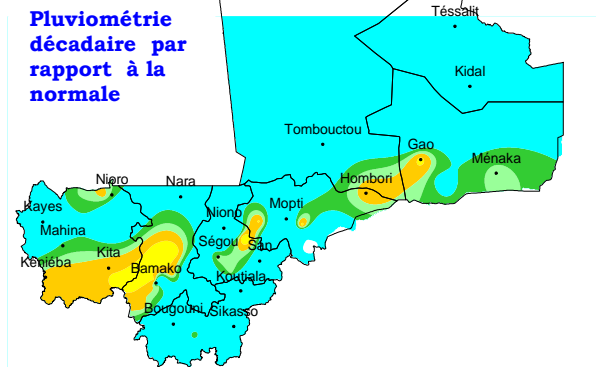 Pluviométrie
décadaire par
rapport à la
normale
Téssalit
Kidal
Tombouctou
Gao
Ménaka
Hombori
Nioro
Nara
Kayes
Niono
Mopti
Mahina
Ségou
San
Kita
Kéniéba
Bamako
Koutiala
Bougouni
Sikasso